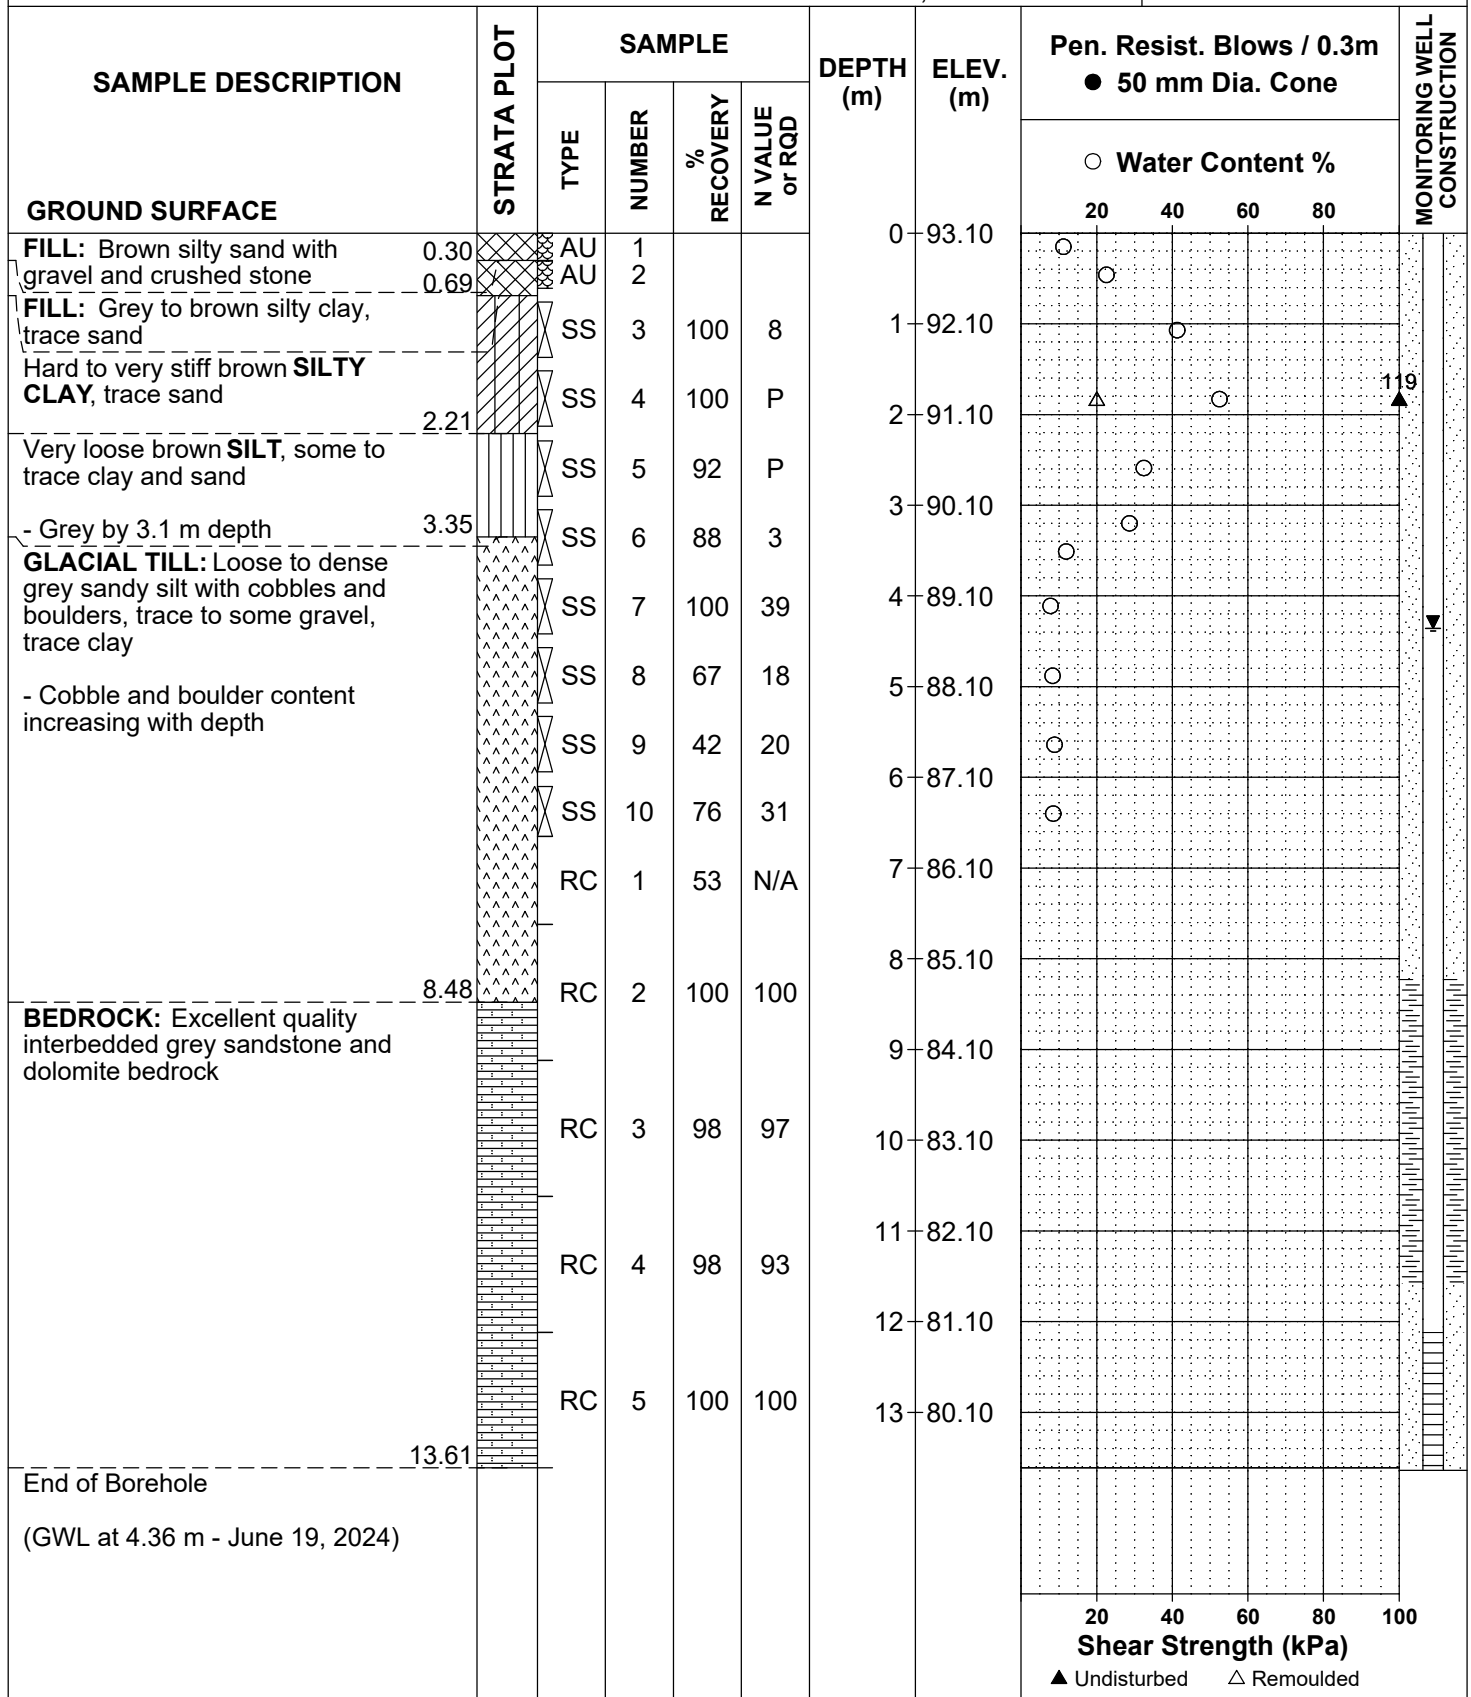 SAMPLE DESCRIPTION
GROUND SURFACE
STRATA PLOT
SAMPLE
TYPE
NUMBER
%
RECOVERY
N VALUE
or RQD
DEPTH
(m)
ELEV.
(m)
Pen. Resist. Blows / 0.3m
● 50 mm Dia. Cone
○ Water Content %
20 40 60 80
MONITORING WELL
CONSTRUCTION
FILL: Brown silty sand with 0.30
gravel and crushed stone 0.69
FILL: Grey to brown silty clay,
trace sand
Hard to very stiff brown SILTY
CLAY, trace sand
2.21
Very loose brown SILT, some to
trace clay and sand
- Grey by 3.1 m depth 3.35
GLACIAL TILL: Loose to dense
grey sandy silt with cobbles and
boulders, trace to some gravel,
trace clay
- Cobble and boulder content
increasing with depth
8.48
BEDROCK: Excellent quality
interbedded grey sandstone and
dolomite bedrock
13.61
End of Borehole
(GWL at 4.36 m - June 19, 2024)
AU 1
AU 2
SS 3 100 8
SS 4 100 P
SS 5 92 P
SS 6 88 3
SS 7 100 39
SS 8 67 18
SS 9 42 20
SS 10 76 31
RC 1 53 N/A
RC 2 100 100
RC 3 98 97
RC 4 98 93
RC 5 100 100
0 93.10
1 92.10
2 91.10
3 90.10
4 89.10
5 88.10
6 87.10
7 86.10
8 85.10
9 84.10
10 83.10
11 82.10
12 81.10
13 80.10
119
20 40 60 80 100
Shear Strength (kPa)
▲ Undisturbed △ Remoulded